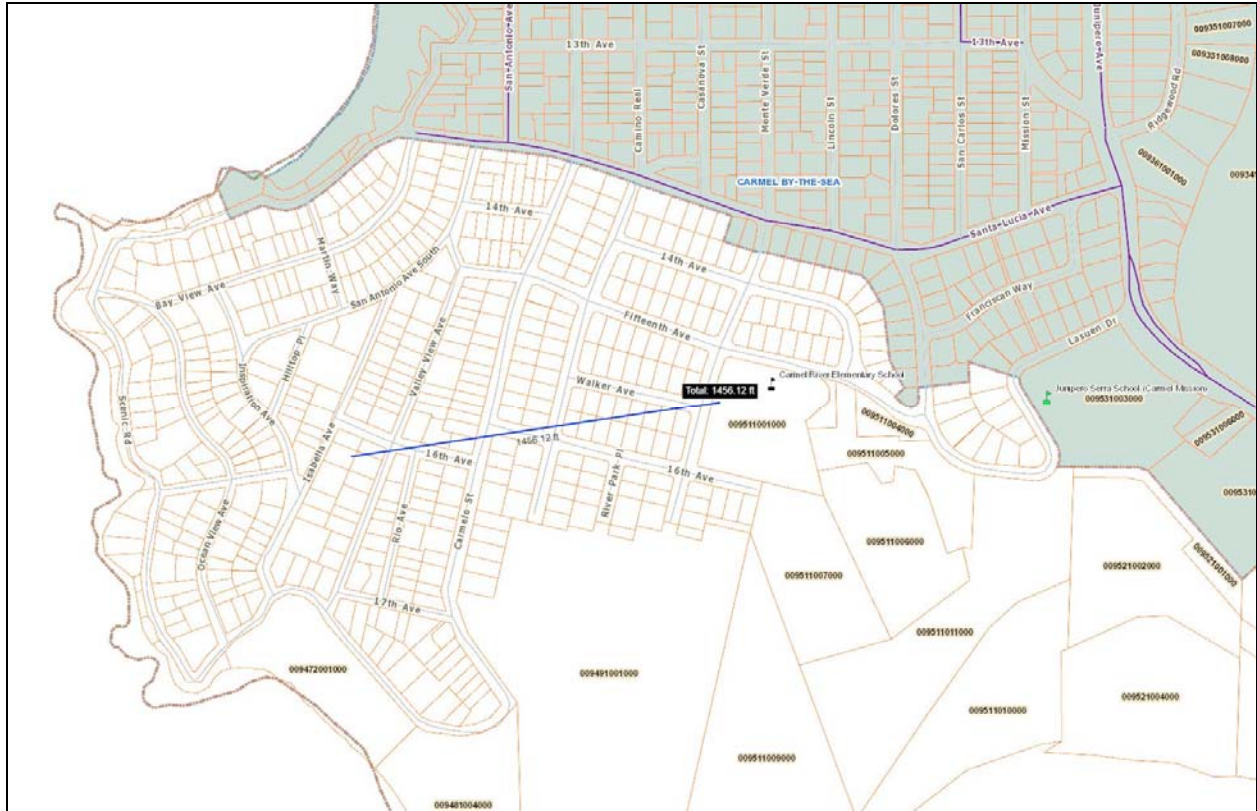 San-Antonio-Ave
13th Ave
Camino Real
Casanova St
Monte Verde St
Lincoln St
Dolores St
San Carlos St
Mission St
13th-Ave
Junipero-Ave
Ridgewood Rd
009351007000
009351008000
009361001000
CARMEL BY-THE-SEA
Santa-Lucia Ave
14th Ave
Martin Way
San Antonio Ave South
Bay View Ave
14th Ave
Franciscan Way
Lasuen Dr
Fifteenth Ave
Valley View Ave
Hilltop Pl
Inspiration Ave
Walker Ave
Total: 1456.12 ft
Carmel River Elementary School
Junipero Serra School (Carmel Mission)
009531003000
009531006000
Scenic Rd
Isabella Ave
1456.12 ft
009511001000
009511004000
16th Ave
16th Ave
River Park Pl
009511005000
Ocean View Ave
Rio Ave
Carmelo St
009511006000
009521002000
009521001000
17th Ave
009511007000
009511011000
009472001000
009491001000
009521004000
009511010000
009511009000
009481004000